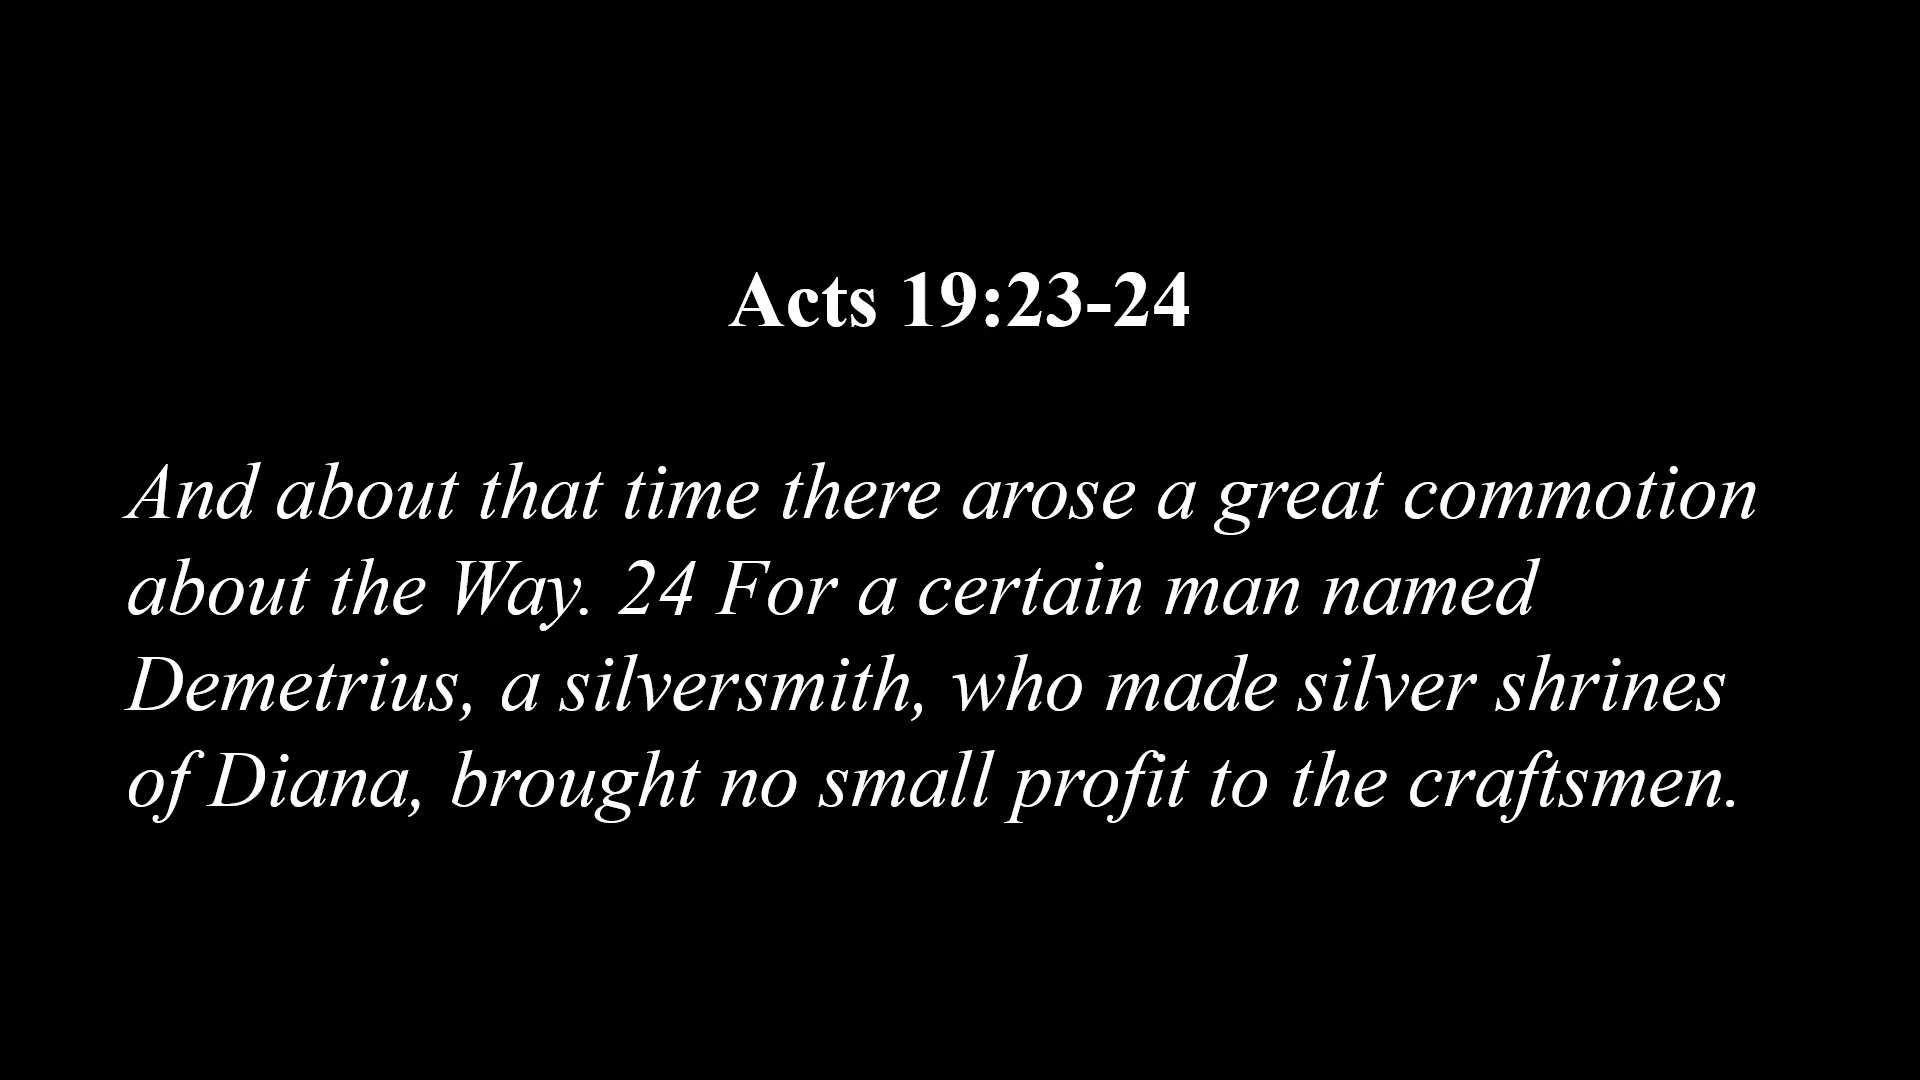 Acts 19:23-24
And about that time there arose a great commotion
about the Way. 24 For a certain man named
Demetrius, a silversmith, who made silver shrines
of Diana, brought no small profit to the craftsmen.